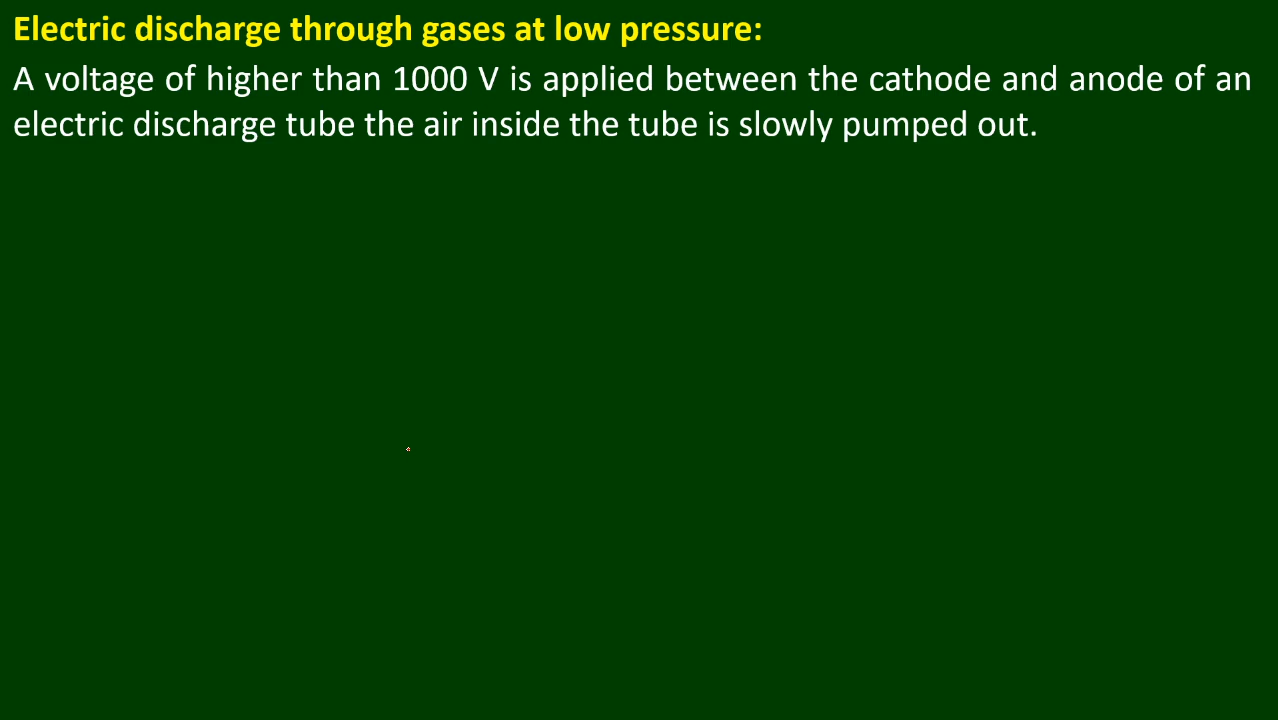 Electric discharge through gases at low pressure:
A voltage of higher than 1000 V is applied between the cathode and anode of an
electric discharge tube the air inside the tube is slowly pumped out.